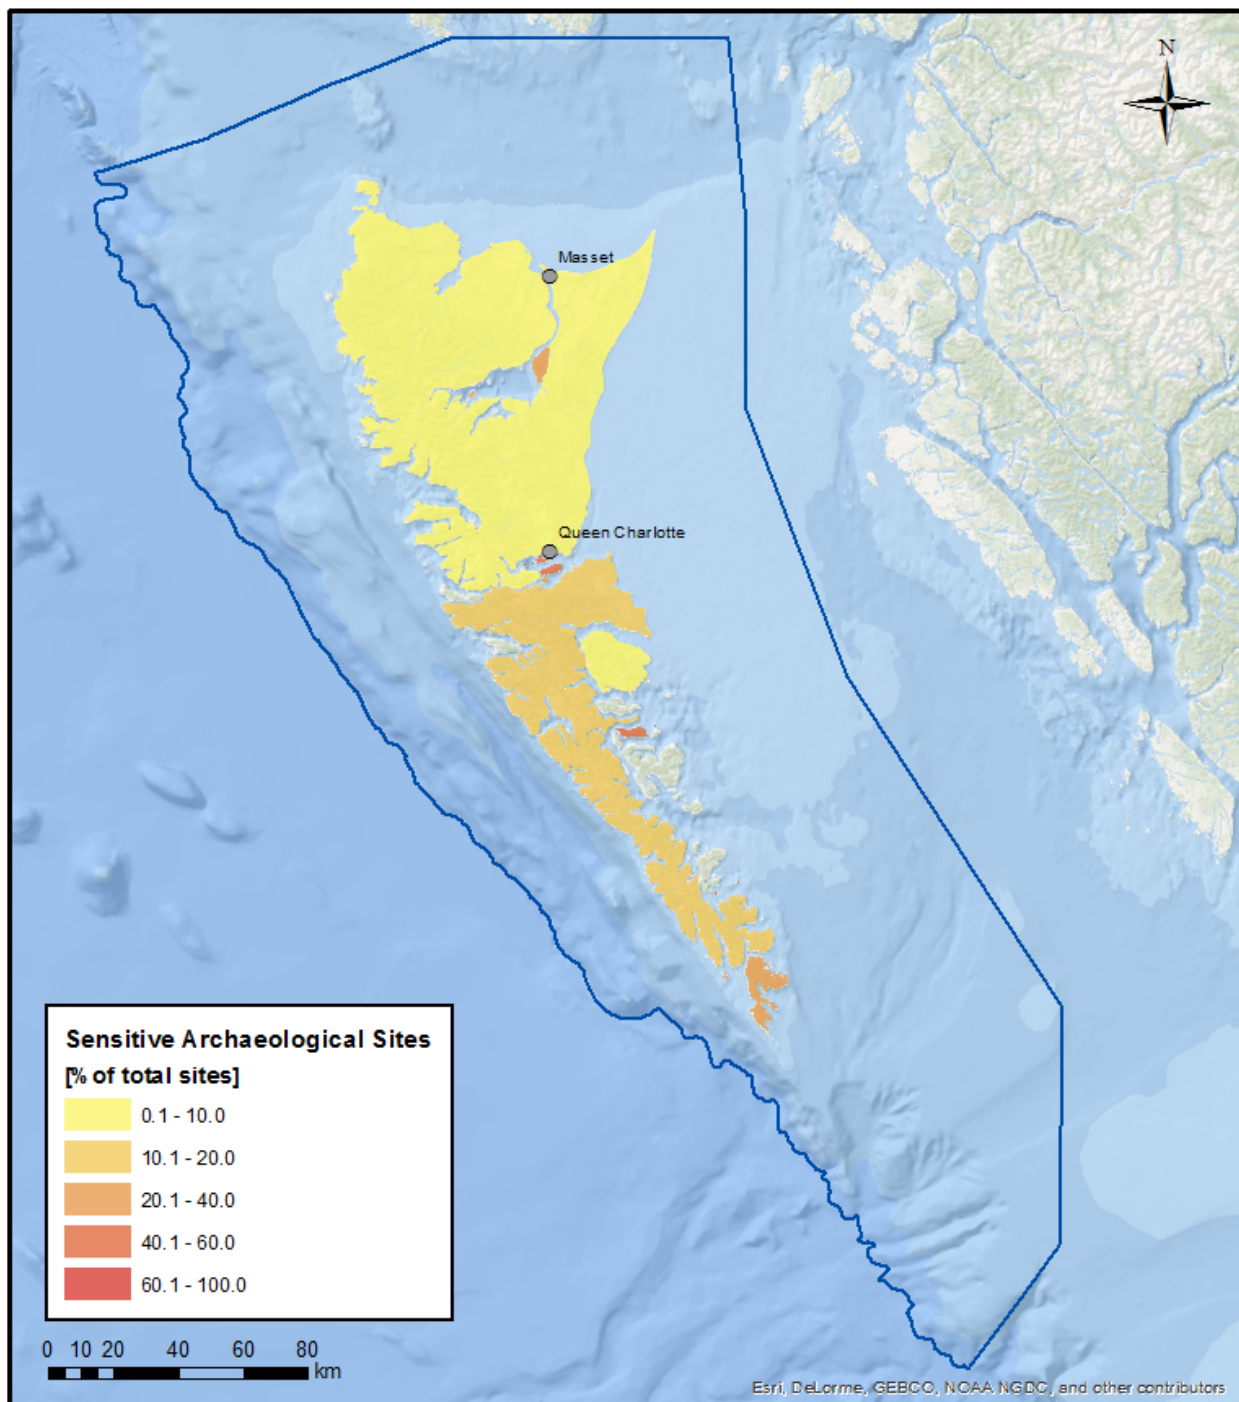 N
Masset
Queen Charlotte
Sensitive Archaeological Sites
[% of total sites]
0.1 - 10.0
10.1 - 20.0
20.1 - 40.0
40.1 - 60.0
60.1 - 100.0
0 10 20 40 60 80
km
Esri, DeLorme, GEBCO, NOAA NGDC, and other contributors